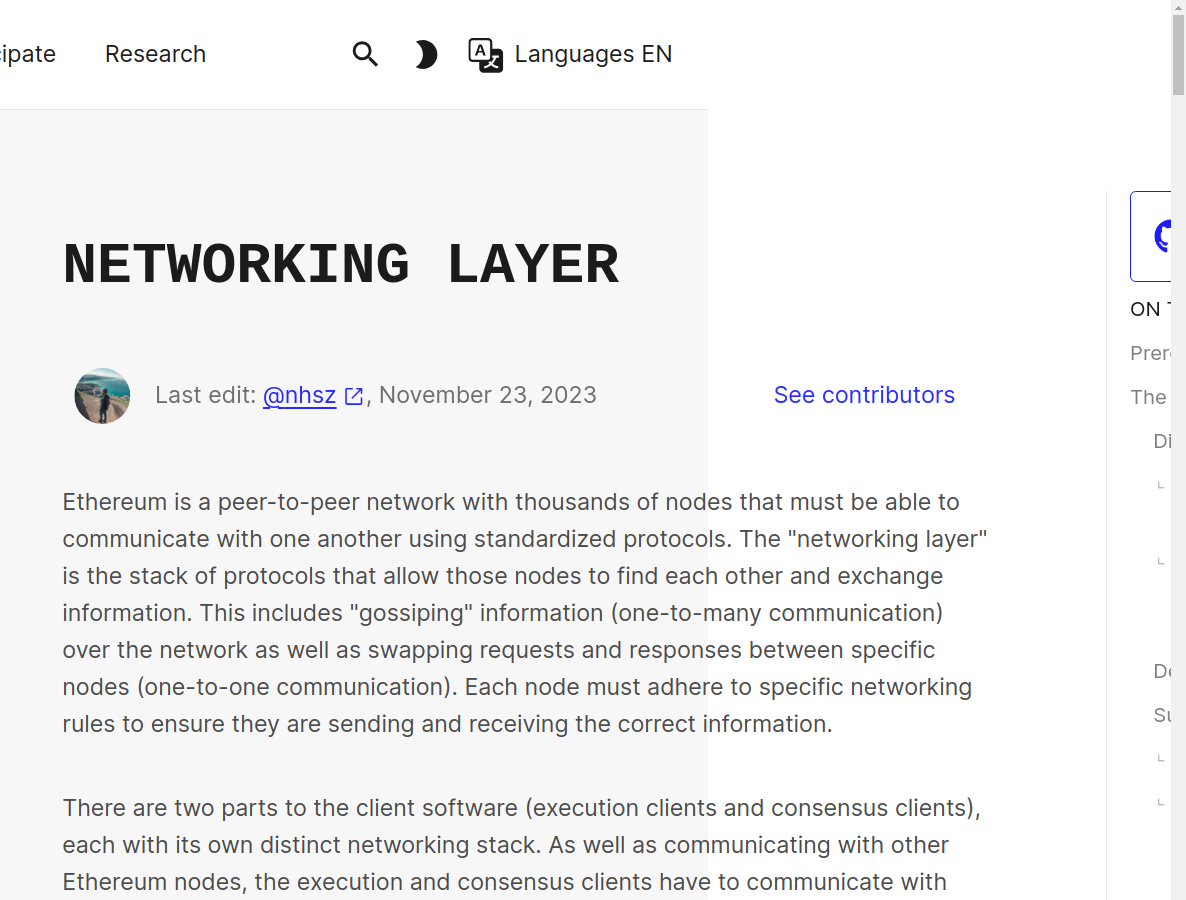 Research
Languages EN
NETWORKING LAYER
Last edit: @nhsz, November 23, 2023
See contributors
Ethereum is a peer-to-peer network with thousands of nodes that must be able to
communicate with one another using standardized protocols. The "networking layer"
is the stack of protocols that allow those nodes to find each other and exchange
information. This includes "gossiping" information (one-to-many communication)
over the network as well as swapping requests and responses between specific
nodes (one-to-one communication). Each node must adhere to specific networking
rules to ensure they are sending and receiving the correct information.
There are two parts to the client software (execution clients and consensus clients),
each with its own distinct networking stack. As well as communicating with other
Ethereum nodes, the execution and consensus clients have to communicate with
ON
The